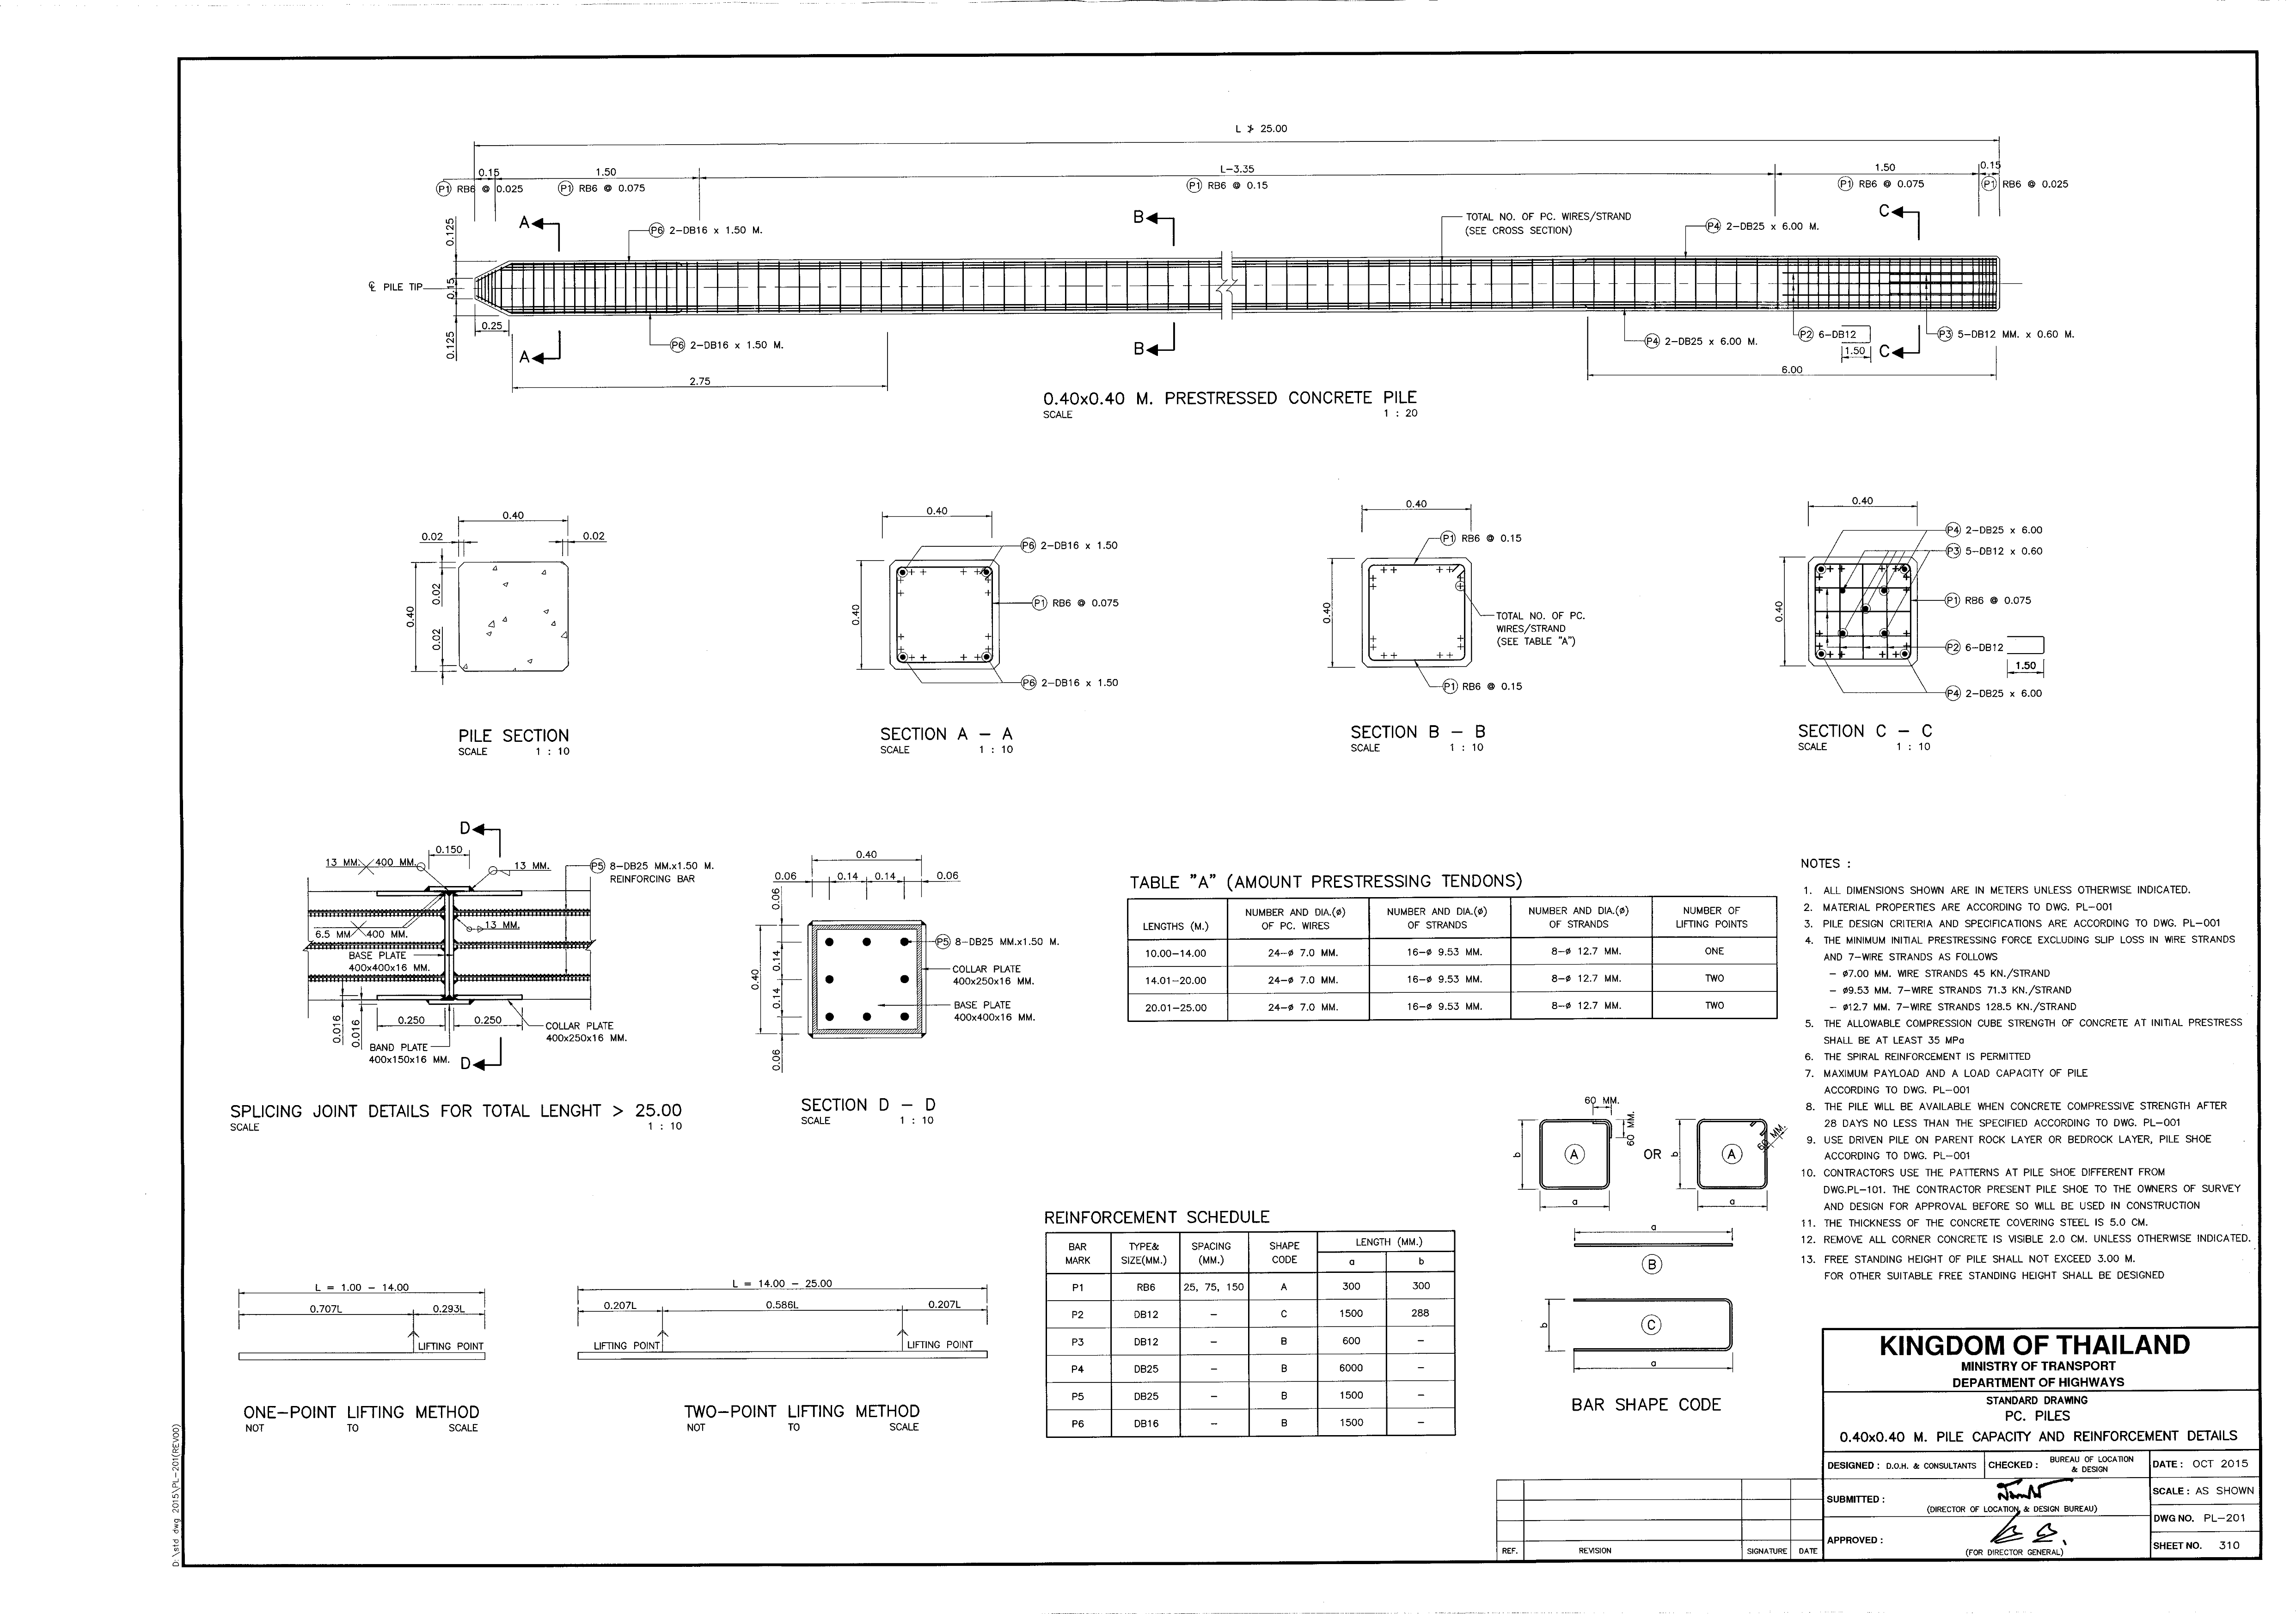 L ≯ 25.00
0.15
1.50
L-3.35
1.50
0.15
P1 RB6 @ 0.025
P1 RB6 @ 0.075
P1 RB6 @ 0.15
P1 RB6 @ 0.075
P1 RB6 @ 0.025
A
B
C
P6 2-DB16 x 1.50 M.
TOTAL NO. OF PC. WIRES/STRAND
(SEE CROSS SECTION)
P4 2-DB25 x 6.00 M.
0.125
0.15
0.125
℄ PILE TIP
0.25
A
B
C
P6 2-DB16 x 1.50 M.
P4 2-DB25 x 6.00 M.
P2 6-DB12
1.50
P3 5-DB12 MM. x 0.60 M.
2.75
6.00
0.40x0.40 M. PRESTRESSED CONCRETE PILE
SCALE 1 : 20
0.40
0.02
0.02
0.40
0.02
0.02
PILE SECTION
SCALE 1 : 10
0.40
0.40
P6 2-DB16 x 1.50
P1 RB6 @ 0.075
P6 2-DB16 x 1.50
SECTION A - A
SCALE 1 : 10
0.40
0.40
P1 RB6 @ 0.15
TOTAL NO. OF PC.
WIRES/STRAND
(SEE TABLE "A")
P1 RB6 @ 0.15
SECTION B - B
SCALE 1 : 10
0.40
0.40
P4 2-DB25 x 6.00
P3 5-DB12 x 0.60
P1 RB6 @ 0.075
P2 6-DB12
1.50
P4 2-DB25 x 6.00
SECTION C - C
SCALE 1 : 10
D
0.150
13 MM. 400 MM.
13 MM.
P5 8-DB25 MM.x1.50 M.
REINFORCING BAR
6.5 MM 400 MM.
13 MM.
BASE PLATE
400x400x16 MM.
0.016
0.016
0.250
0.250
COLLAR PLATE
400x250x16 MM.
BAND PLATE
400x150x16 MM.
D
SPLICING JOINT DETAILS FOR TOTAL LENGHT > 25.00
SCALE 1 : 10
0.40
0.06
0.14
0.14
0.06
0.06
0.14
0.40
0.14
0.06
P5 8-DB25 MM.x1.50 M.
COLLAR PLATE
400x250x16 MM.
BASE PLATE
400x400x16 MM.
SECTION D - D
SCALE 1 : 10
TABLE "A" (AMOUNT PRESTRESSING TENDONS)
LENGTHS (M.) NUMBER AND DIA.(ø) OF PC. WIRES NUMBER AND DIA.(ø) OF STRANDS NUMBER AND DIA.(ø) OF STRANDS NUMBER OF LIFTING POINTS
10.00-14.00 24-ø 7.0 MM. 16-ø 9.53 MM. 8-ø 12.7 MM. ONE
14.01-20.00 24-ø 7.0 MM. 16-ø 9.53 MM. 8-ø 12.7 MM. TWO
20.01-25.00 24-ø 7.0 MM. 16-ø 9.53 MM. 8-ø 12.7 MM. TWO
NOTES :
1. ALL DIMENSIONS SHOWN ARE IN METERS UNLESS OTHERWISE INDICATED.
2. MATERIAL PROPERTIES ARE ACCORDING TO DWG. PL-001
3. PILE DESIGN CRITERIA AND SPECIFICATIONS ARE ACCORDING TO DWG. PL-001
4. THE MINIMUM INITIAL PRESTRESSING FORCE EXCLUDING SLIP LOSS IN WIRE STRANDS
AND 7-WIRE STRANDS AS FOLLOWS
- ø7.00 MM. WIRE STRANDS 45 KN./STRAND
- ø9.53 MM. 7-WIRE STRANDS 71.3 KN./STRAND
- ø12.7 MM. 7-WIRE STRANDS 128.5 KN./STRAND
5. THE ALLOWABLE COMPRESSION CUBE STRENGTH OF CONCRETE AT INITIAL PRESTRESS
SHALL BE AT LEAST 35 MPa
6. THE SPIRAL REINFORCEMENT IS PERMITTED
7. MAXIMUM PAYLOAD AND A LOAD CAPACITY OF PILE
ACCORDING TO DWG. PL-001
8. THE PILE WILL BE AVAILABLE WHEN CONCRETE COMPRESSIVE STRENGTH AFTER
28 DAYS NO LESS THAN THE SPECIFIED ACCORDING TO DWG. PL-001
9. USE DRIVEN PILE ON PARENT ROCK LAYER OR BEDROCK LAYER, PILE SHOE
ACCORDING TO DWG. PL-001
10. CONTRACTORS USE THE PATTERNS AT PILE SHOE DIFFERENT FROM
DWG.PL-101. THE CONTRACTOR PRESENT PILE SHOE TO THE OWNERS OF SURVEY
AND DESIGN FOR APPROVAL BEFORE SO WILL BE USED IN CONSTRUCTION
11. THE THICKNESS OF THE CONCRETE COVERING STEEL IS 5.0 CM.
12. REMOVE ALL CORNER CONCRETE IS VISIBLE 2.0 CM. UNLESS OTHERWISE INDICATED.
13. FREE STANDING HEIGHT OF PILE SHALL NOT EXCEED 3.00 M.
FOR OTHER SUITABLE FREE STANDING HEIGHT SHALL BE DESIGNED
L = 1.00 - 14.00
0.707L
0.293L
LIFTING POINT
ONE-POINT LIFTING METHOD
NOT TO SCALE
L = 14.00 - 25.00
0.207L
0.586L
0.207L
LIFTING POINT
LIFTING POINT
TWO-POINT LIFTING METHOD
NOT TO SCALE
REINFORCEMENT SCHEDULE
BAR MARK TYPE& SIZE(MM.) SPACING (MM.) SHAPE CODE LENGTH (MM.)
a b
P1 RB6 25, 75, 150 A 300 300
P2 DB12 - C 1500 288
P3 DB12 - B 600 -
P4 DB25 - B 6000 -
P5 DB25 - B 1500 -
P6 DB16 - B 1500 -
60 MM.
60 MM.
b
A
a
OR
b
A
60 MM.
a
a
B
b
C
a
BAR SHAPE CODE
KINGDOM OF THAILAND
MINISTRY OF TRANSPORT
DEPARTMENT OF HIGHWAYS
STANDARD DRAWING
PC. PILES
0.40x0.40 M. PILE CAPACITY AND REINFORCEMENT DETAILS
DESIGNED : D.O.H. & CONSULTANTS
CHECKED : BUREAU OF LOCATION & DESIGN
DATE : OCT 2015
SUBMITTED :
(DIRECTOR OF LOCATION & DESIGN BUREAU)
SCALE : AS SHOWN
DWG NO. PL-201
APPROVED :
(FOR DIRECTOR GENERAL)
SHEET NO. 310
REF. REVISION SIGNATURE DATE
D:\std dwg 2015\PL-201(REV00)